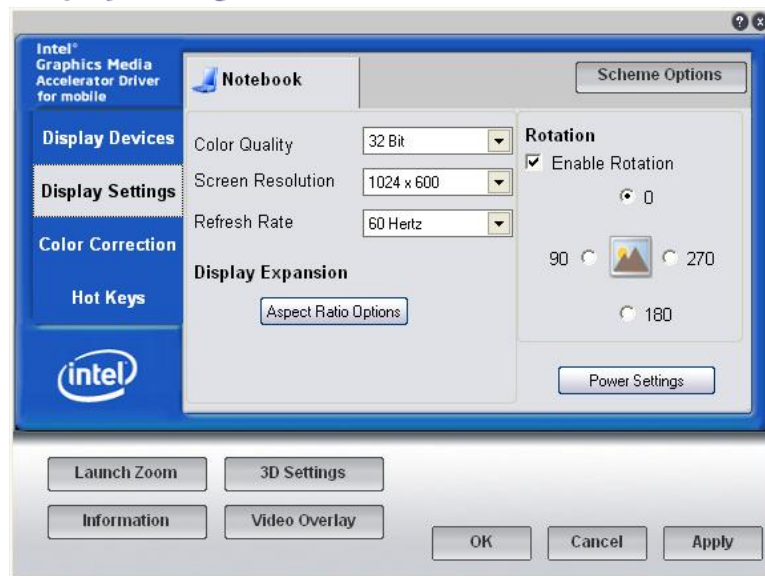 Intel®
Graphics Media
Accelerator Driver
for mobile
Notebook
Scheme Options
Display Devices
Display Settings
Color Correction
Hot Keys
intel
Color Quality
32 Bit
Screen Resolution
1024 x 600
Refresh Rate
60 Hertz
Display Expansion
Aspect Ratio Options
Rotation
Enable Rotation
0
90
270
180
Power Settings
Launch Zoom
3D Settings
Information
Video Overlay
OK
Cancel
Apply